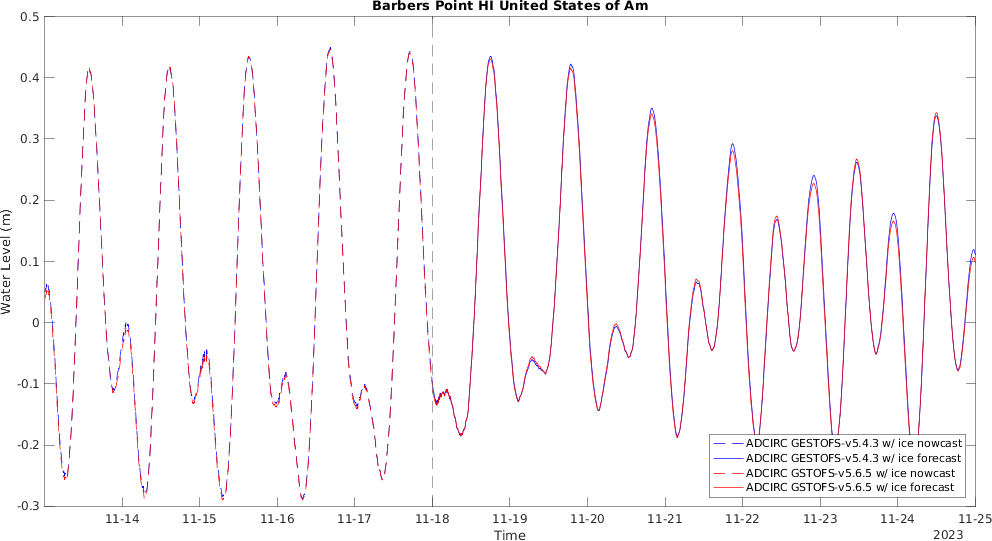 Barbers Point HI United States of Am
Water Level (m)
0.5
0.4
0.3
0.2
0.1
0
-0.1
-0.2
-0.3
ADCIRC GESTOFS-v5.4.3 w/ ice nowcast
ADCIRC GESTOFS-v5.4.3 w/ ice forecast
ADCIRC GSTOFS-v5.6.5 w/ ice nowcast
ADCIRC GSTOFS-v5.6.5 w/ ice forecast
11-14 11-15 11-16 11-17 11-18 11-19 11-20 11-21 11-22 11-23 11-24 11-25
Time
2023